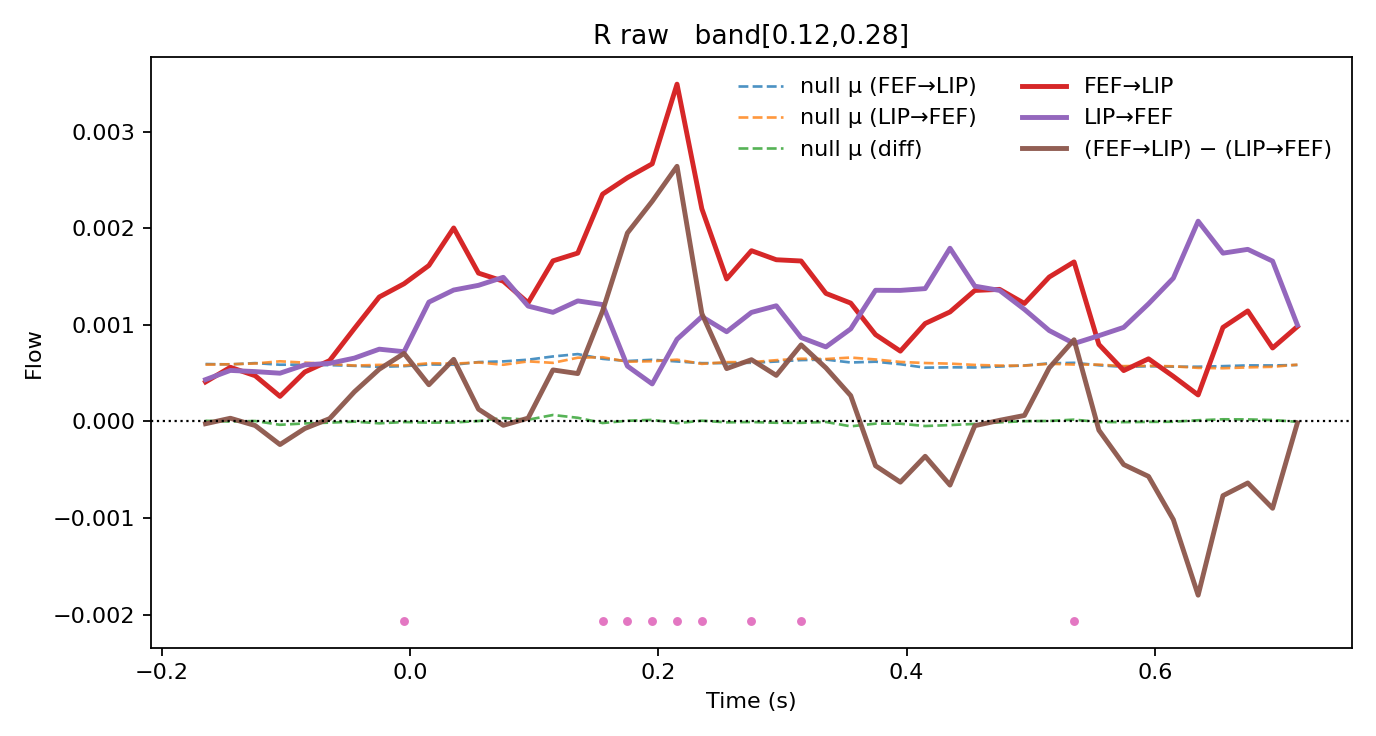 R raw   band[0.12,0.28]
null μ (FEF→LIP)
null μ (LIP→FEF)
null μ (diff)
FEF→LIP
LIP→FEF
(FEF→LIP) − (LIP→FEF)
Flow
0.003
0.002
0.001
0.000
−0.001
−0.002
−0.2
0.0
0.2
0.4
0.6
Time (s)